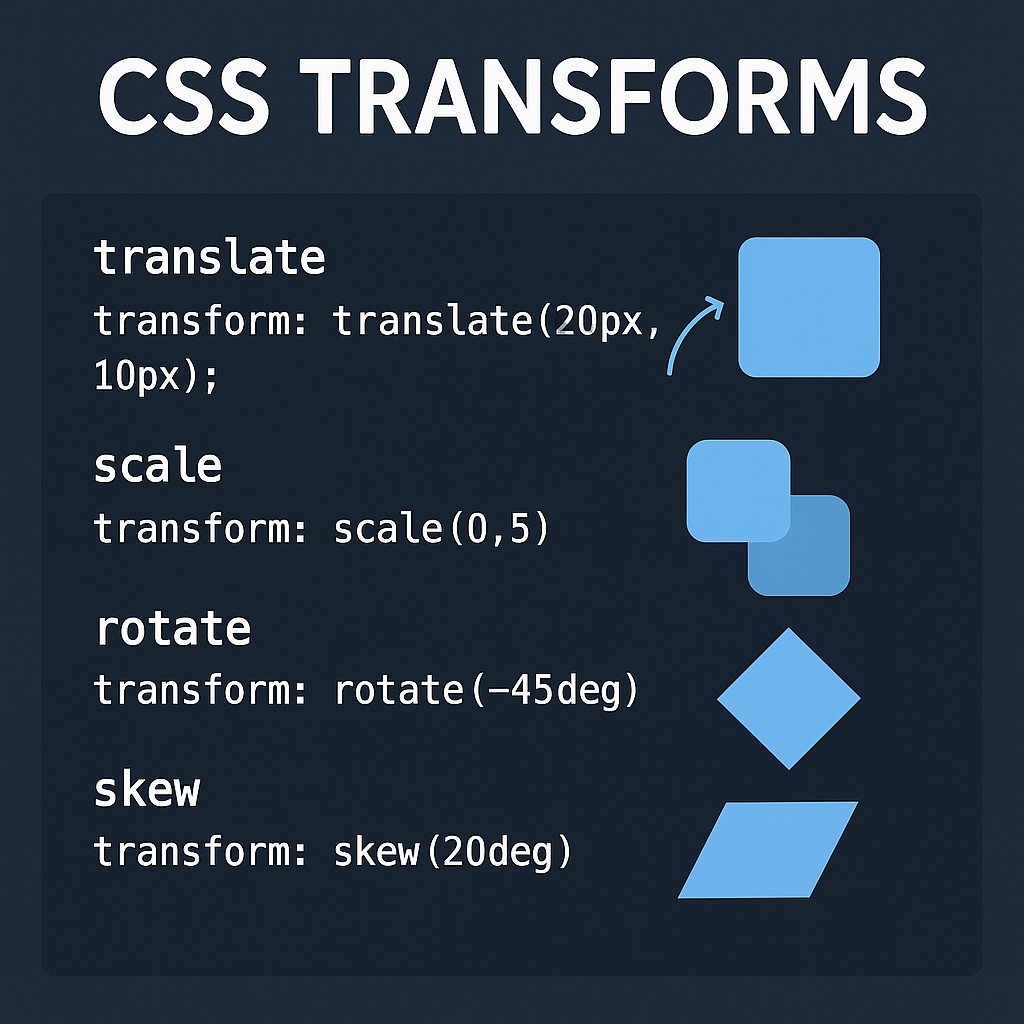 CSS TRANSFORMS
translate
transform: translate(20px,
10px);
scale
transform: scale(0,5)
rotate
transform: rotate(–45deg)
skew
transform: skew(20deg)